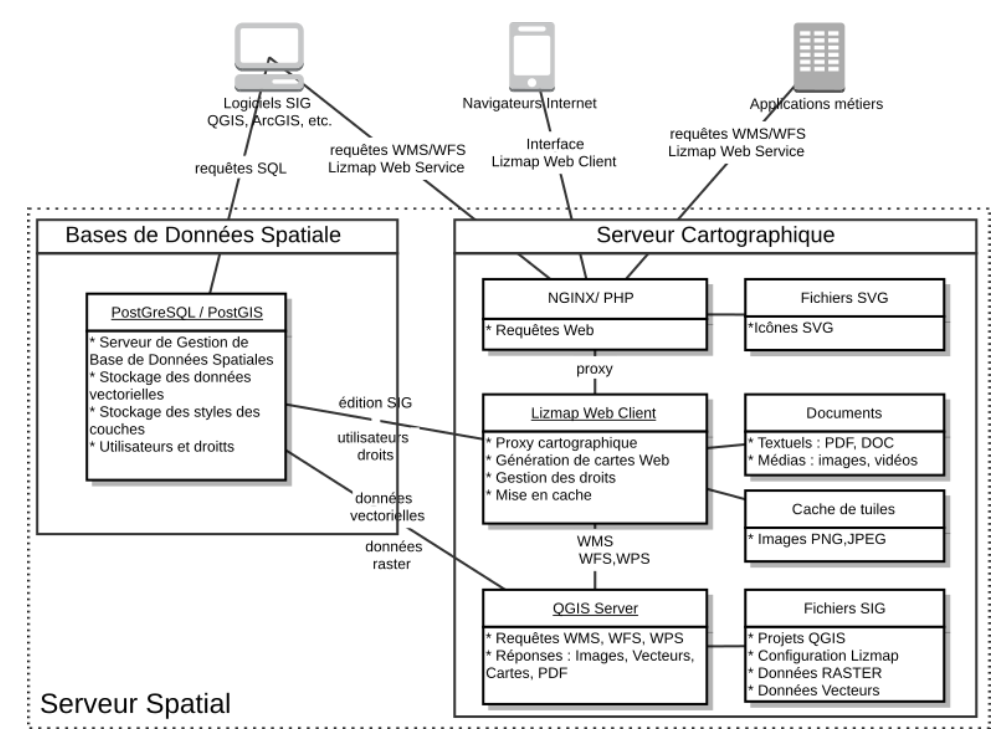 Logiciels SIG
QGIS, ArcGIS, etc.
Navigateurs Internet
Applications métiers
requêtes SQL
requêtes WMS/WFS
Lizmap Web Service
Interface
Lizmap Web Client
requêtes WMS/WFS
Lizmap Web Service
Bases de Données Spatiale
PostGreSQL / PostGIS
* Serveur de Gestion de
Base de Données Spatiales
* Stockage des données
vectorielles
* Stockage des styles des
couches
* Utilisateurs et droitts
édition SIG
utilisateurs
droits
données
vectorielles
données
raster
Serveur Cartographique
NGINX/ PHP
* Requêtes Web
Fichiers SVG
*Icônes SVG
proxy
Lizmap Web Client
* Proxy cartographique
* Génération de cartes Web
* Gestion des droits
* Mise en cache
Documents
* Textuels : PDF, DOC
* Médias : images, vidéos
Cache de tuiles
* Images PNG,JPEG
WMS
WFS,WPS
QGIS Server
* Requêtes WMS, WFS, WPS
* Réponses : Images, Vecteurs,
Cartes, PDF
Fichiers SIG
* Projets QGIS
* Configuration Lizmap
* Données RASTER
* Données Vecteurs
Serveur Spatial